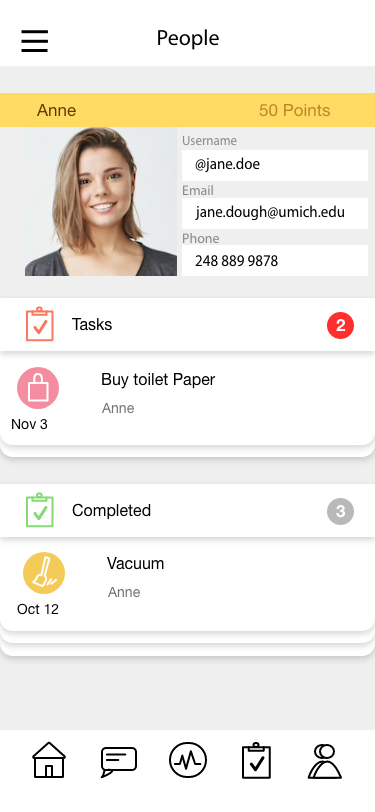 People
Anne
50 Points
Username
@jane.doe
Email
jane.dough@umich.edu
Phone
248 889 9878
Tasks
2
Buy toilet Paper
Anne
Nov 3
Completed
3
Vacuum
Anne
Oct 12